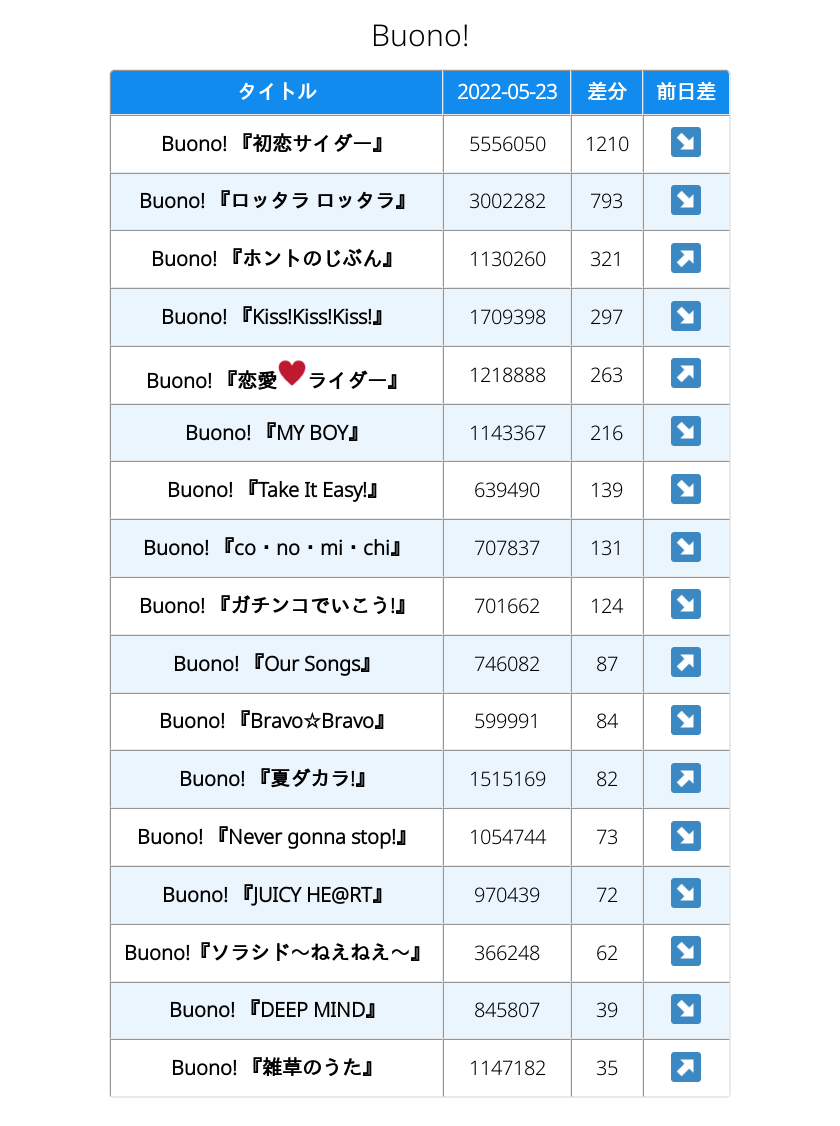 Buono!
タイトル 2022-05-23 差分 前日差
Buono! 『初恋サイダー』 5556050 1210 ↘
Buono! 『ロッタラ ロッタラ』 3002282 793 ↘
Buono! 『ホントのじぶん』 1130260 321 ↗
Buono! 『Kiss!Kiss!Kiss!』 1709398 297 ↘
Buono! 『恋愛♥ライダー』 1218888 263 ↗
Buono! 『MY BOY』 1143367 216 ↘
Buono! 『Take It Easy!』 639490 139 ↘
Buono! 『co・no・mi・chi』 707837 131 ↘
Buono! 『ガチンコでいこう!』 701662 124 ↘
Buono! 『Our Songs』 746082 87 ↗
Buono! 『Bravo☆Bravo』 599991 84 ↘
Buono! 『夏ダカラ!』 1515169 82 ↗
Buono! 『Never gonna stop!』 1054744 73 ↘
Buono! 『JUICY HE@RT』 970439 72 ↘
Buono!『ソラシド～ねえねえ～』 366248 62 ↘
Buono! 『DEEP MIND』 845807 39 ↘
Buono! 『雑草のうた』 1147182 35 ↗